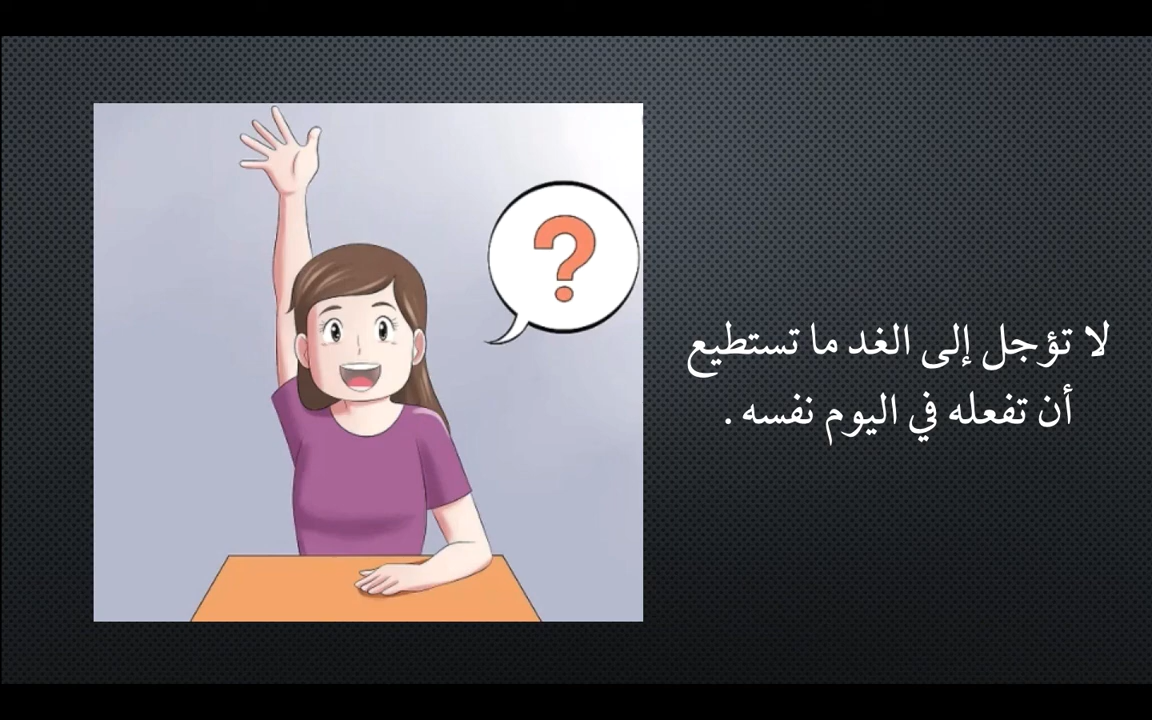 لا تؤجل إلى الغد ما تستطيع
أن تفعله في اليوم نفسه .
?